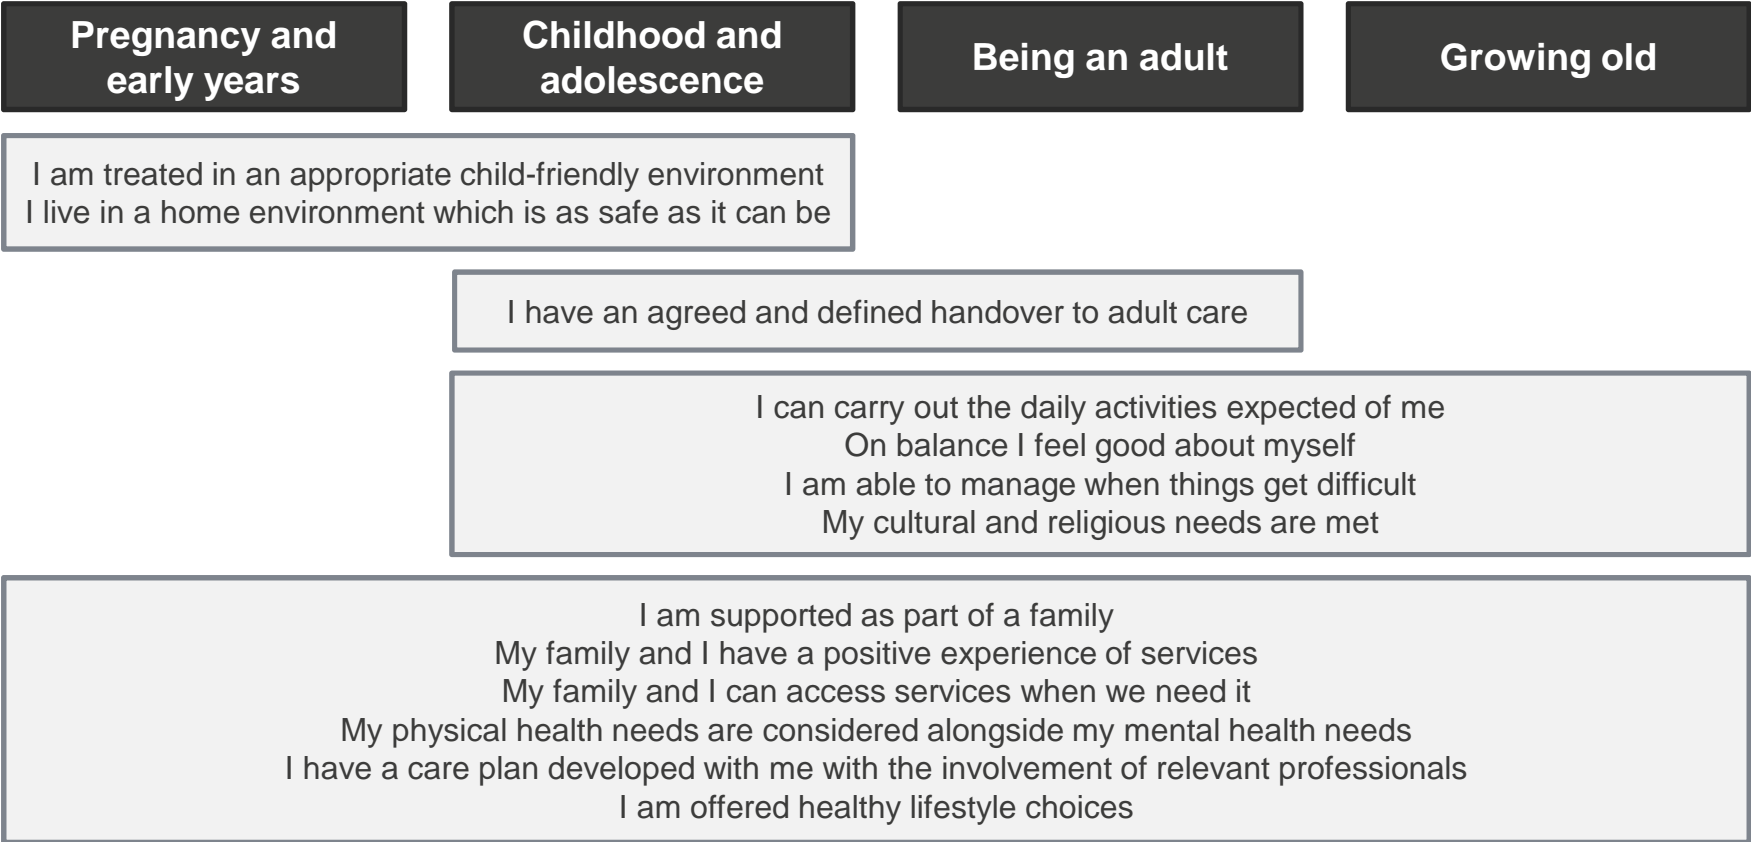 Pregnancy and
early years
Childhood and
adolescence
Being an adult
Growing old
I am treated in an appropriate child-friendly environment
I live in a home environment which is as safe as it can be
I have an agreed and defined handover to adult care
I can carry out the daily activities expected of me
On balance I feel good about myself
I am able to manage when things get difficult
My cultural and religious needs are met
I am supported as part of a family
My family and I have a positive experience of services
My family and I can access services when we need it
My physical health needs are considered alongside my mental health needs
I have a care plan developed with me with the involvement of relevant professionals
I am offered healthy lifestyle choices